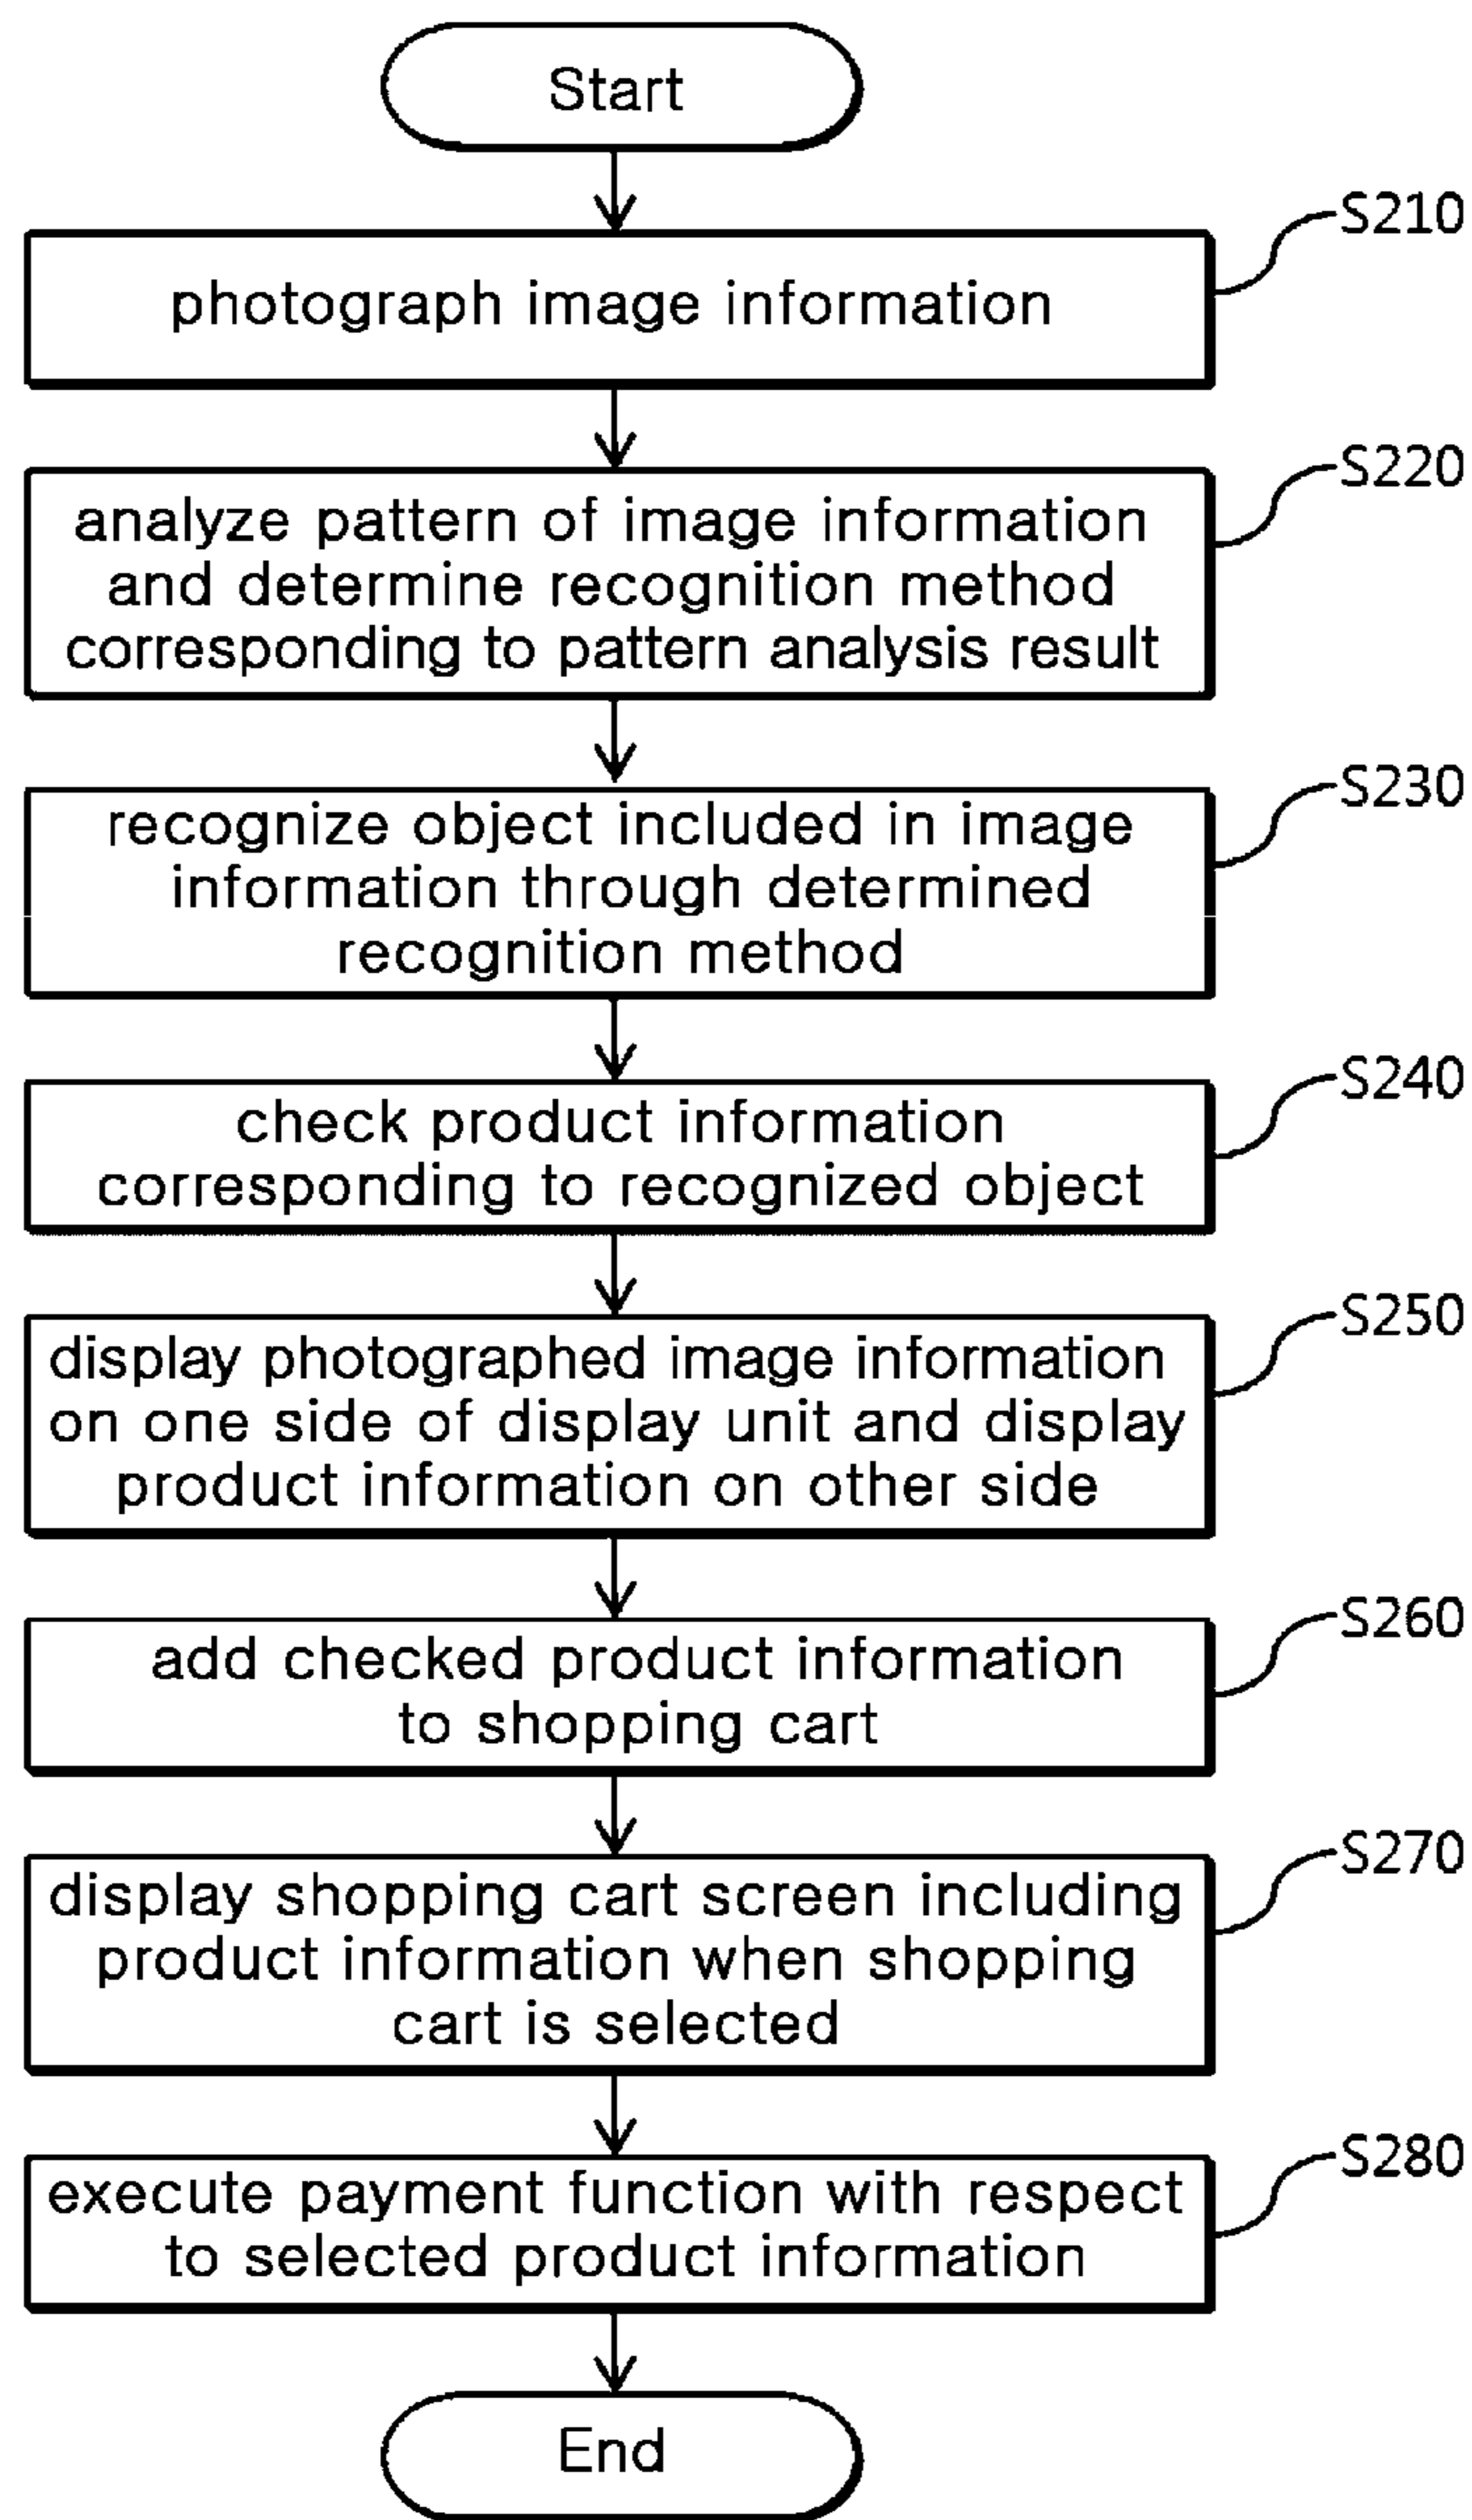 Start
S210
photograph image information
S220
analyze pattern of image information
and determine recognition method
corresponding to pattern analysis result
S230
recognize object included in image
information through determined
recognition method
S240
check product information
corresponding to recognized object
S250
display photographed image information
on one side of display unit and display
product information on other side
S260
add checked product information
to shopping cart
S270
display shopping cart screen including
product information when shopping
cart is selected
S280
execute payment function with respect
to selected product information
End